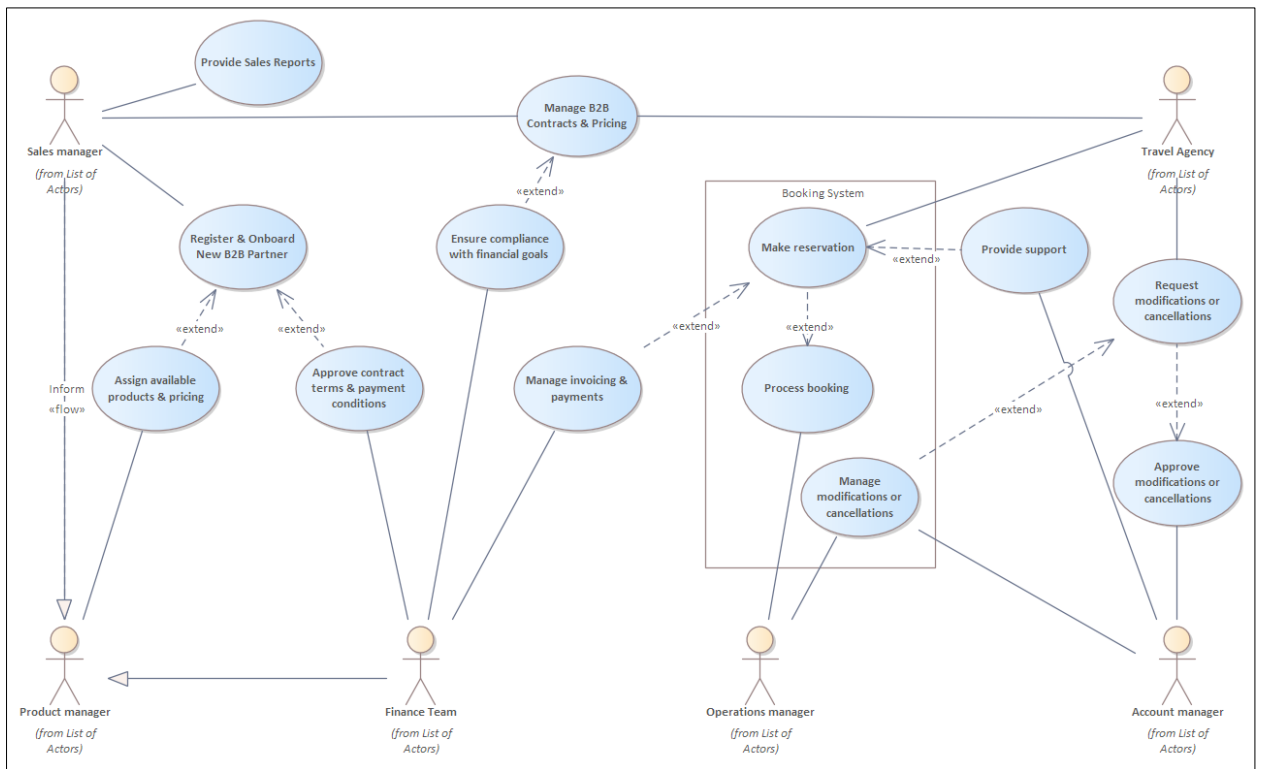 Provide Sales Reports
Manage B2B
Contracts & Pricing
Sales manager
(from List of
Actors)
Travel Agency
(from List of
Actors)
«extend»
Booking System
Register & Onboard
New B2B Partner
Ensure compliance
with financial goals
Make reservation
«extend»
Provide support
Request
modifications or
cancellations
«extend»
«extend»
«extend»
«extend»
Inform
«flow»
Assign available
products & pricing
Approve contract
terms & payment
conditions
Manage invoicing &
payments
Process booking
«extend»
«extend»
Manage
modifications or
cancellations
Approve
modifications or
cancellations
Product manager
(from List of
Actors)
Finance Team
(from List of
Actors)
Operations manager
(from List of
Actors)
Account manager
(from List of
Actors)